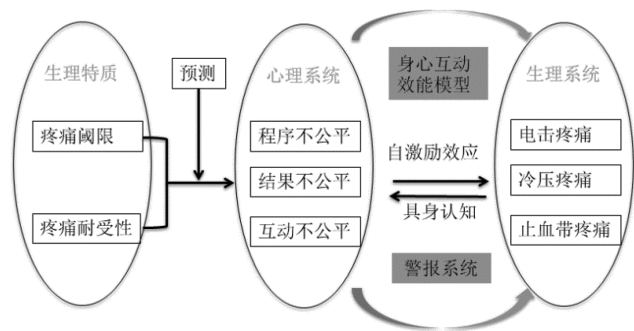 生理特质
疼痛阈限
疼痛耐受性
预测
心理系统
程序不公平
结果不公平
互动不公平
身心互动
效能模型
自激励效应
具身认知
警报系统
生理系统
电击疼痛
冷压疼痛
止血带疼痛